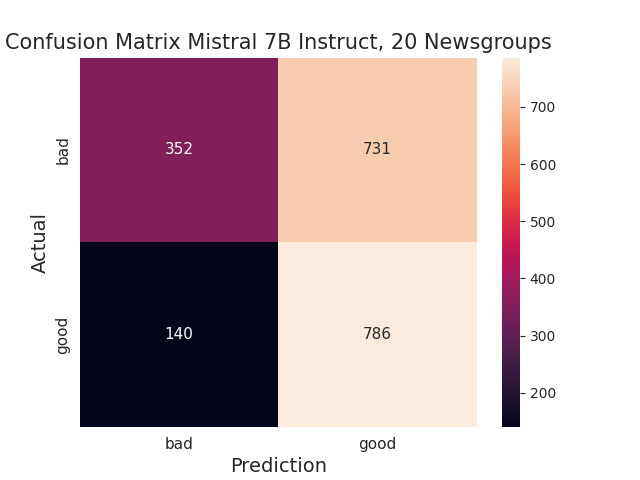 Confusion Matrix Mistral 7B Instruct, 20 Newsgroups
Actual
bad
good
352
731
140
786
bad
good
Prediction
700
600
500
400
300
200